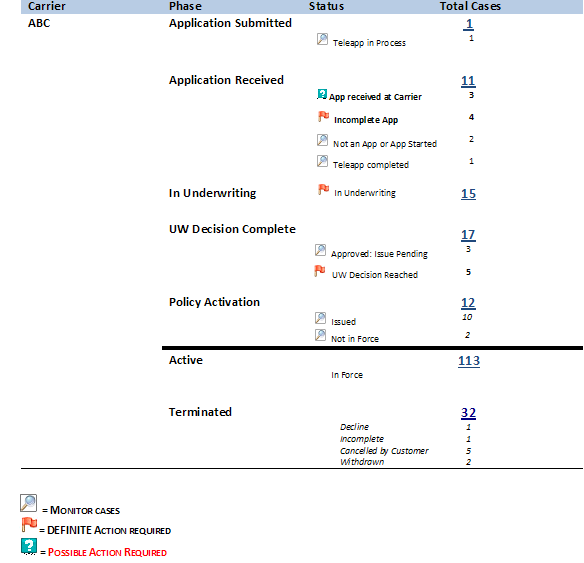 Carrier Phase Status Total Cases
ABC Application Submitted 1
Teleapp in Process 1
Application Received 11
App received at Carrier 3
Incomplete App 4
Not an App or App Started 2
Teleapp completed 1
In Underwriting In Underwriting 15
UW Decision Complete 17
Approved: Issue Pending 3
UW Decision Reached 5
Policy Activation 12
Issued 10
Not in Force 2
Active 113
In Force
Terminated 32
Decline 1
Incomplete 1
Cancelled by Customer 5
Withdrawn 2
= MONITOR CASES
= DEFINITE ACTION REQUIRED
= POSSIBLE ACTION REQUIRED